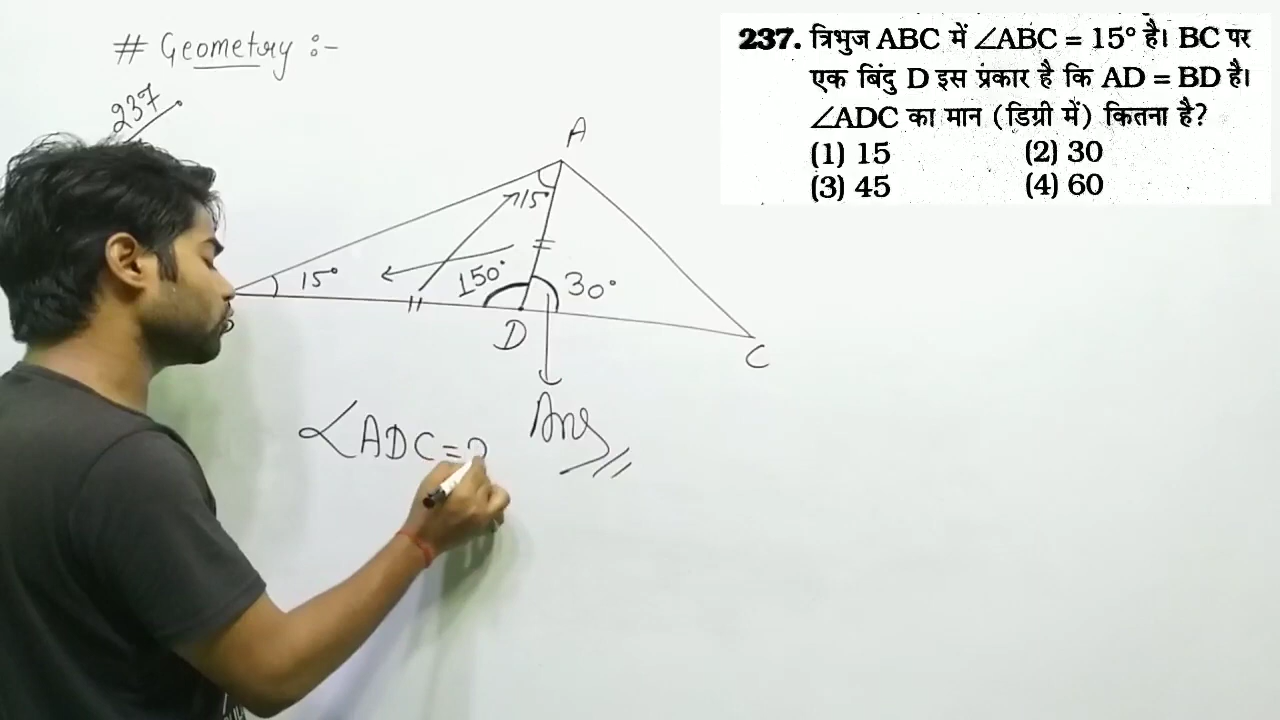 # Geometry :-
237.
237. त्रिभुज ABC में ∠ABC = 15° है। BC पर
एक बिंदु D इस प्रकार है कि AD = BD है।
∠ADC का मान (डिग्री में) कितना है?
(1) 15 (2) 30
(3) 45 (4) 60
A
15°
15°
150° 30°
D
C
Ans
∠ADC =